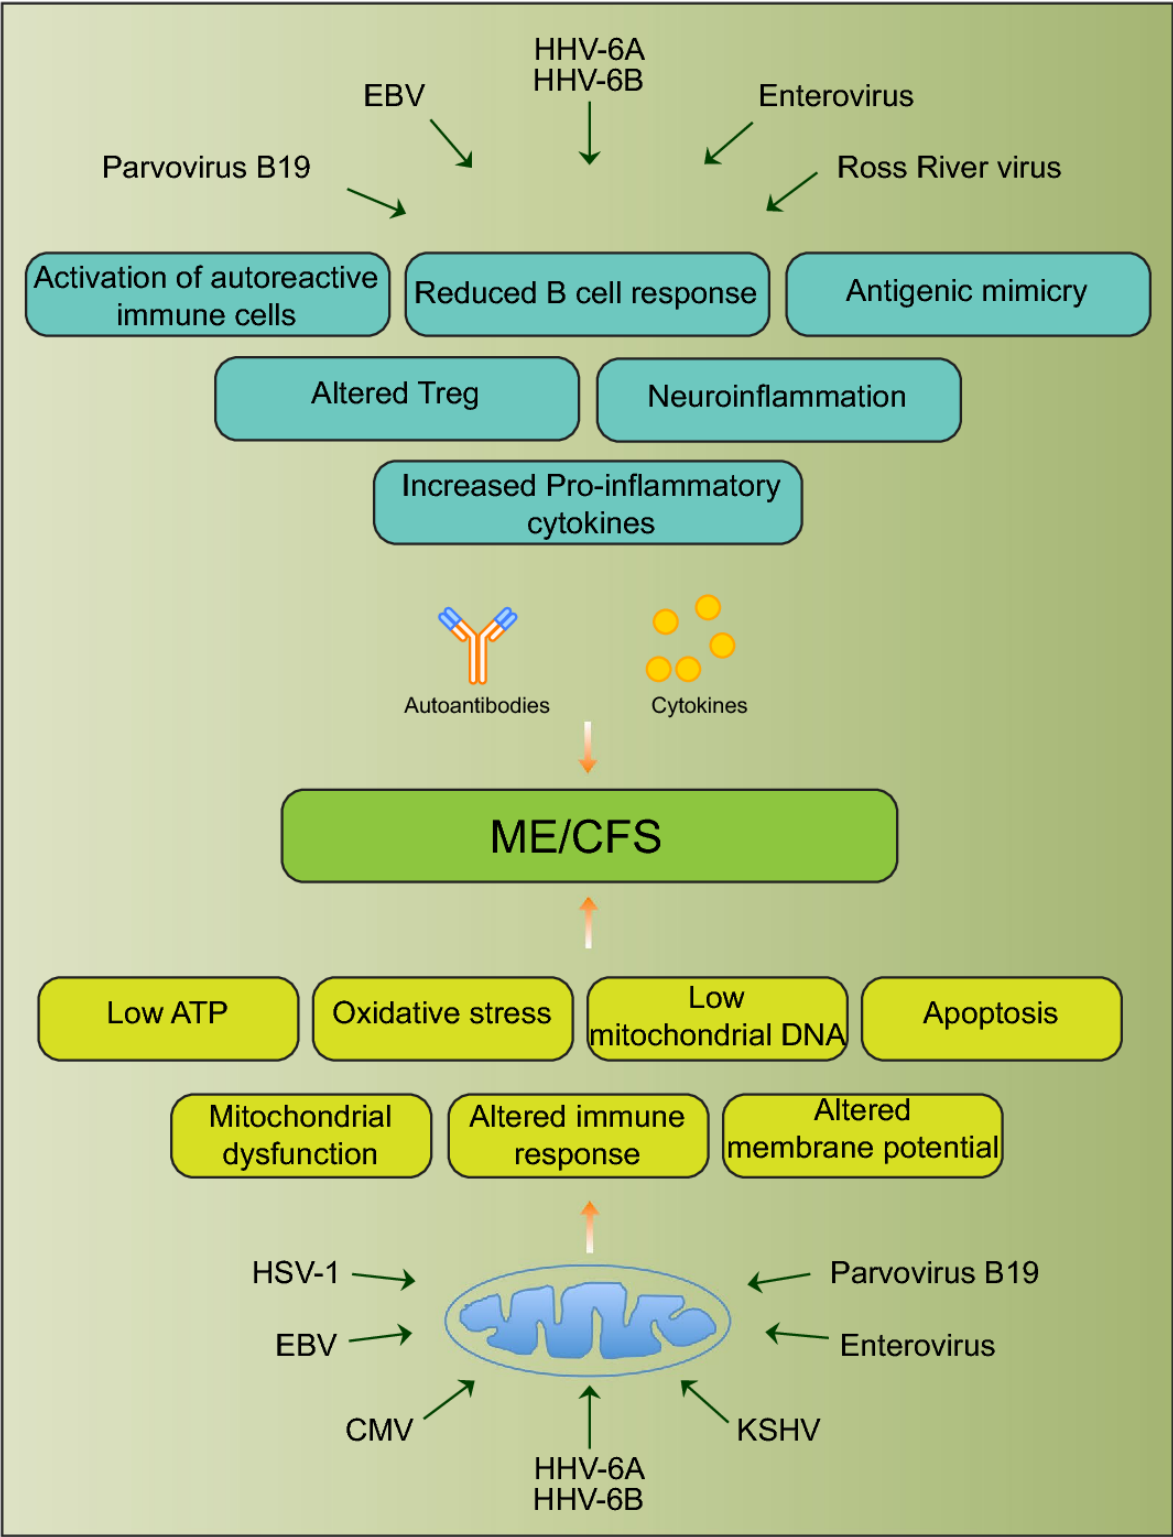 HHV-6A
HHV-6B
EBV
Enterovirus
Parvovirus B19
Ross River virus
Activation of autoreactive
immune cells
Reduced B cell response
Antigenic mimicry
Altered Treg
Neuroinflammation
Increased Pro-inflammatory
cytokines
Autoantibodies
Cytokines
ME/CFS
Low ATP
Oxidative stress
Low
mitochondrial DNA
Apoptosis
Mitochondrial
dysfunction
Altered immune
response
Altered
membrane potential
HSV-1
Parvovirus B19
EBV
Enterovirus
CMV
KSHV
HHV-6A
HHV-6B